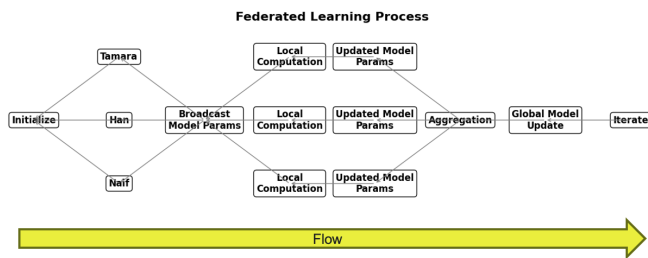 Federated Learning Process
Tamara
Local
Computation
Updated Model
Params
Initialize
Han
Broadcast
Model Params
Local
Computation
Updated Model
Params
Aggregation
Global Model
Update
Iterate
Naif
Local
Computation
Updated Model
Params
Flow